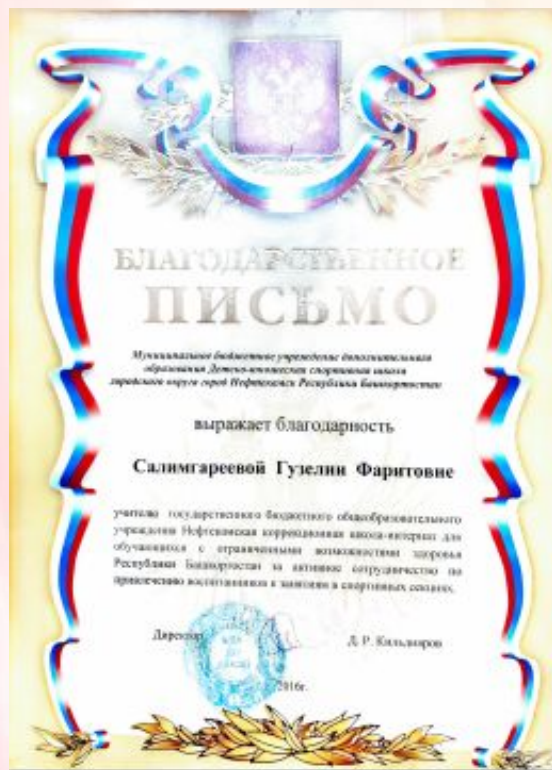 БЛАГОДАРСТВЕННОЕ
ПИСЬМО
Муниципальное бюджетное учреждение дополнительного
образования Детско-юношеская спортивная школа
городского округа город Нефтекамск Республики Башкортостан
выражает благодарность
Салимгареевой Гузелии Фаритовне
учителю государственного бюджетного общеобразовательного
учреждения Нефтекамская коррекционная школа-интернат для
обучающихся с ограниченными возможностями здоровья
Республики Башкортостан за активное сотрудничество по
привлечению воспитанников к занятиям в спортивных секциях.
Директор Д. Р. Кильдияров
2016г.